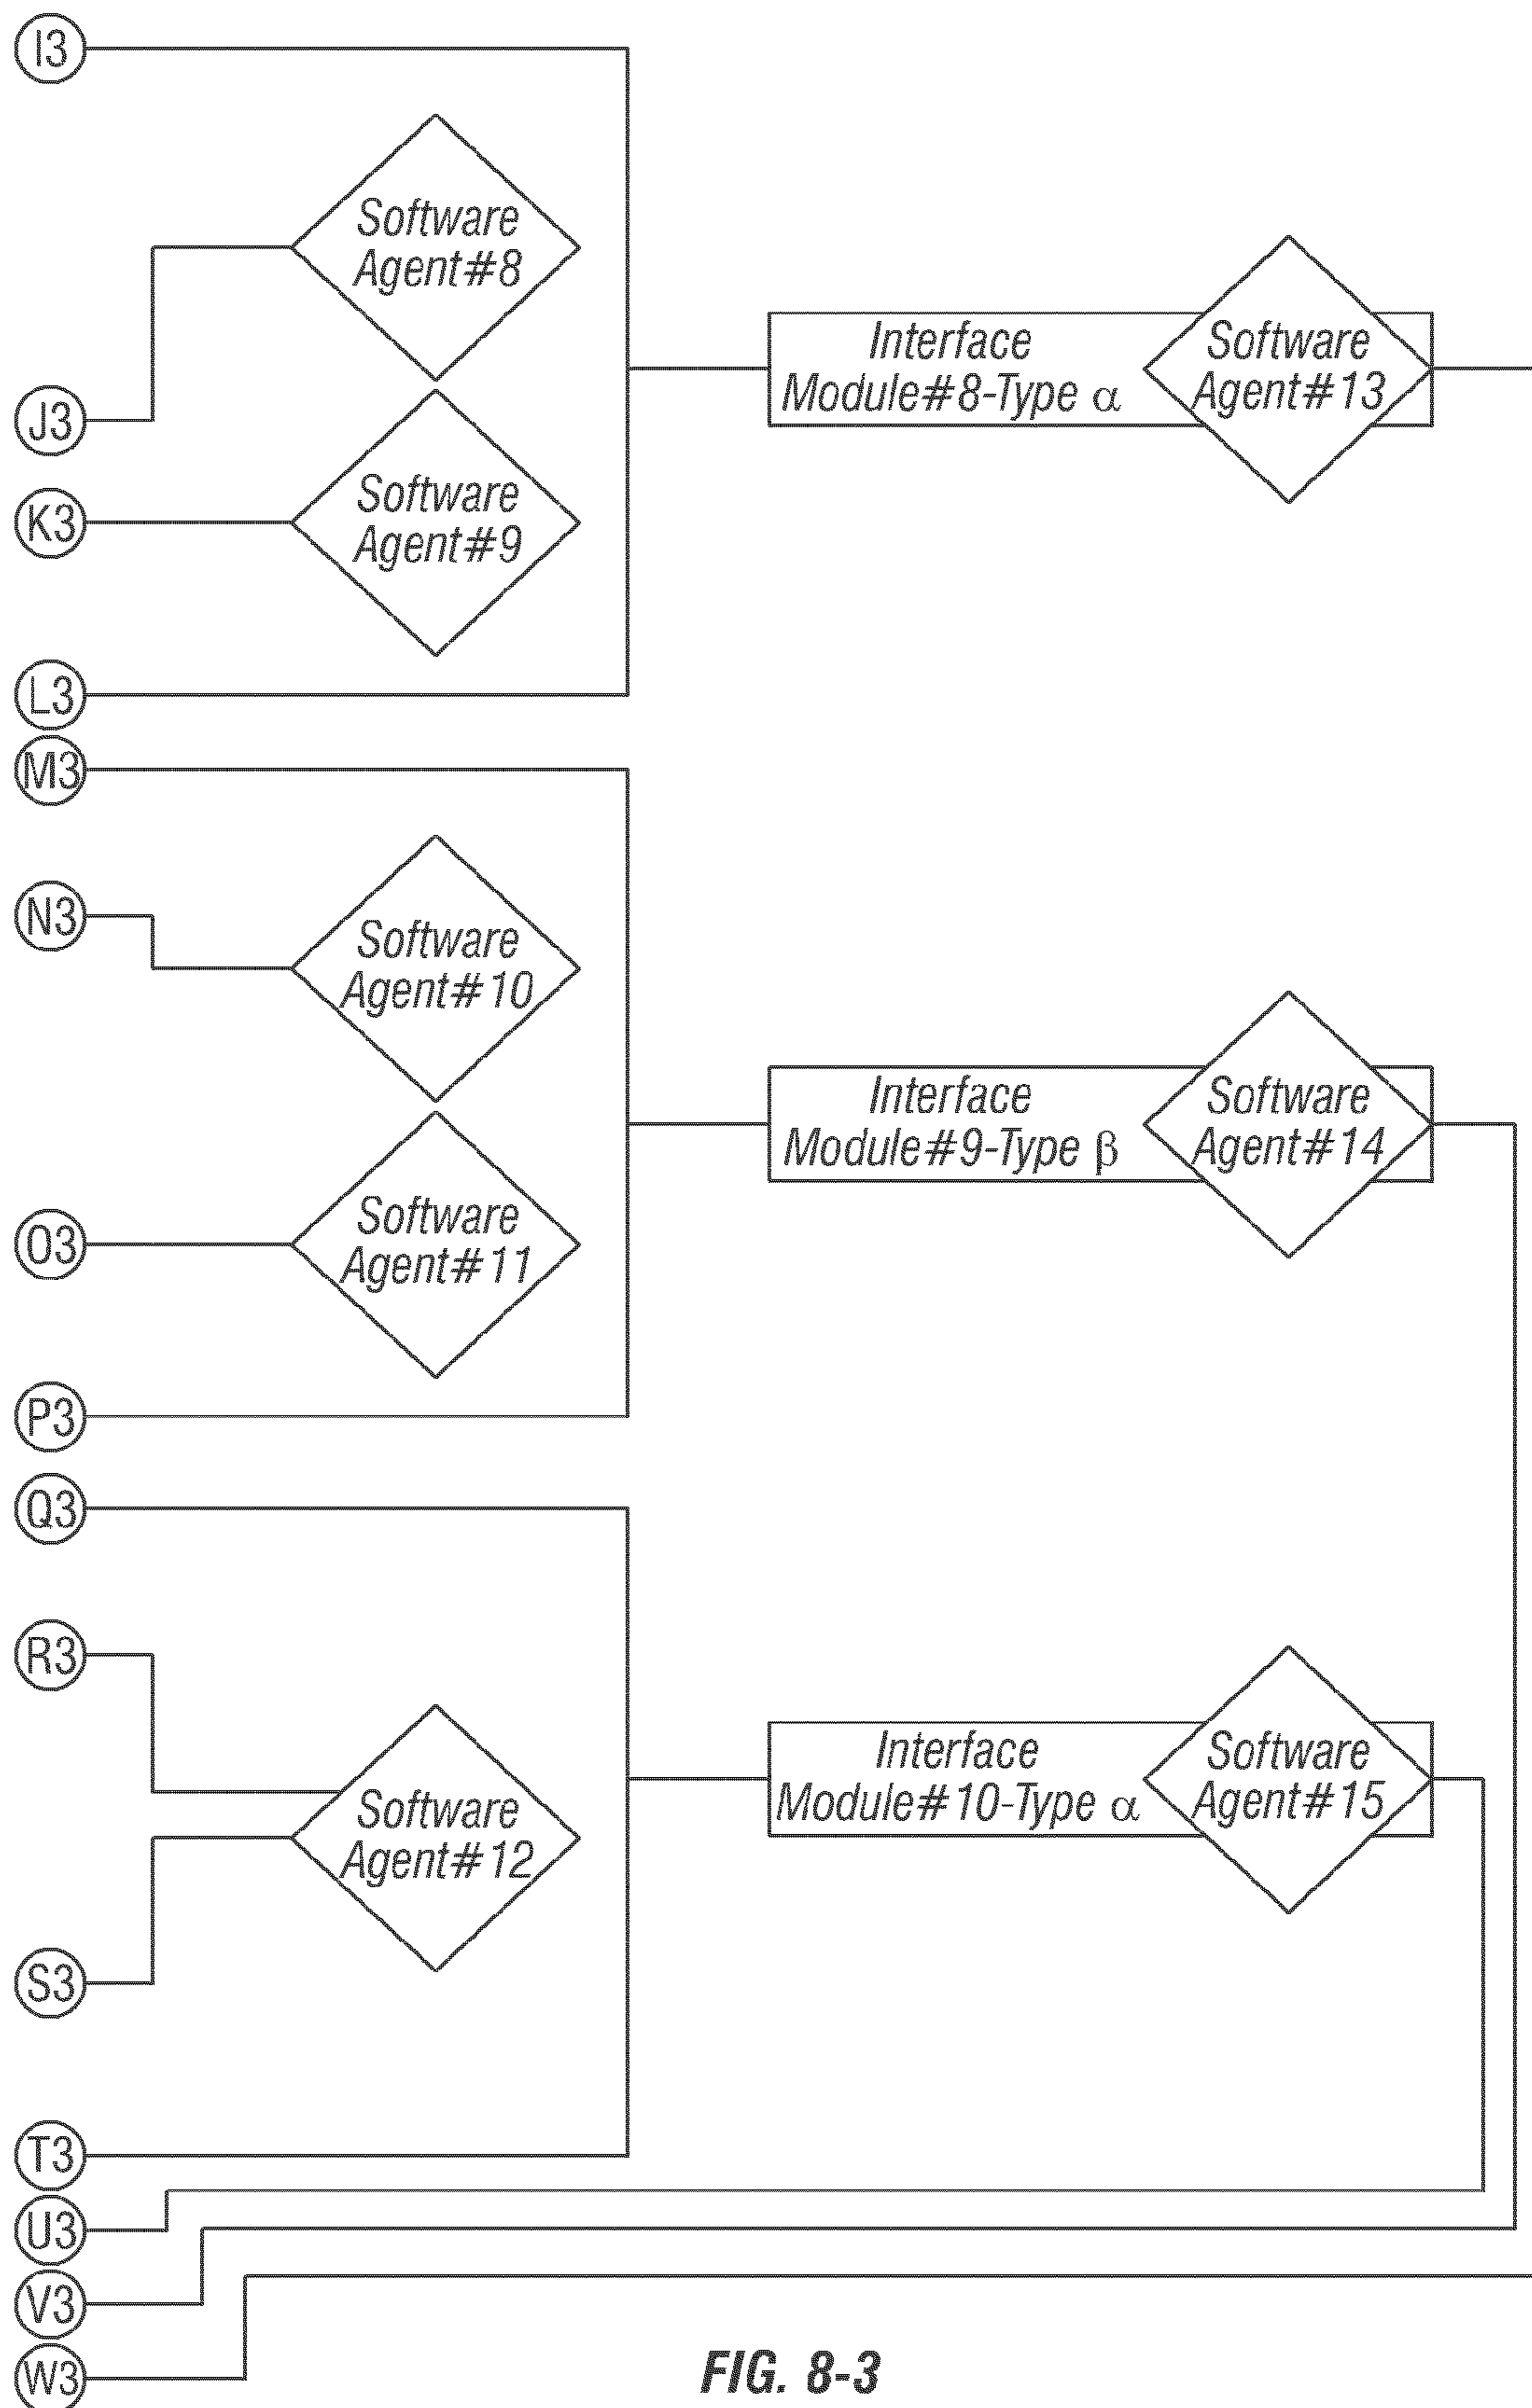 I3
Software
Agent#8
J3
Software
Agent#9
K3
L3
Interface
Module#8-Type α
Software
Agent#13
M3
N3
Software
Agent#10
O3
Software
Agent#11
P3
Interface
Module#9-Type β
Software
Agent#14
Q3
R3
Software
Agent#12
S3
T3
Interface
Module#10-Type α
Software
Agent#15
U3
V3
W3
FIG. 8-3